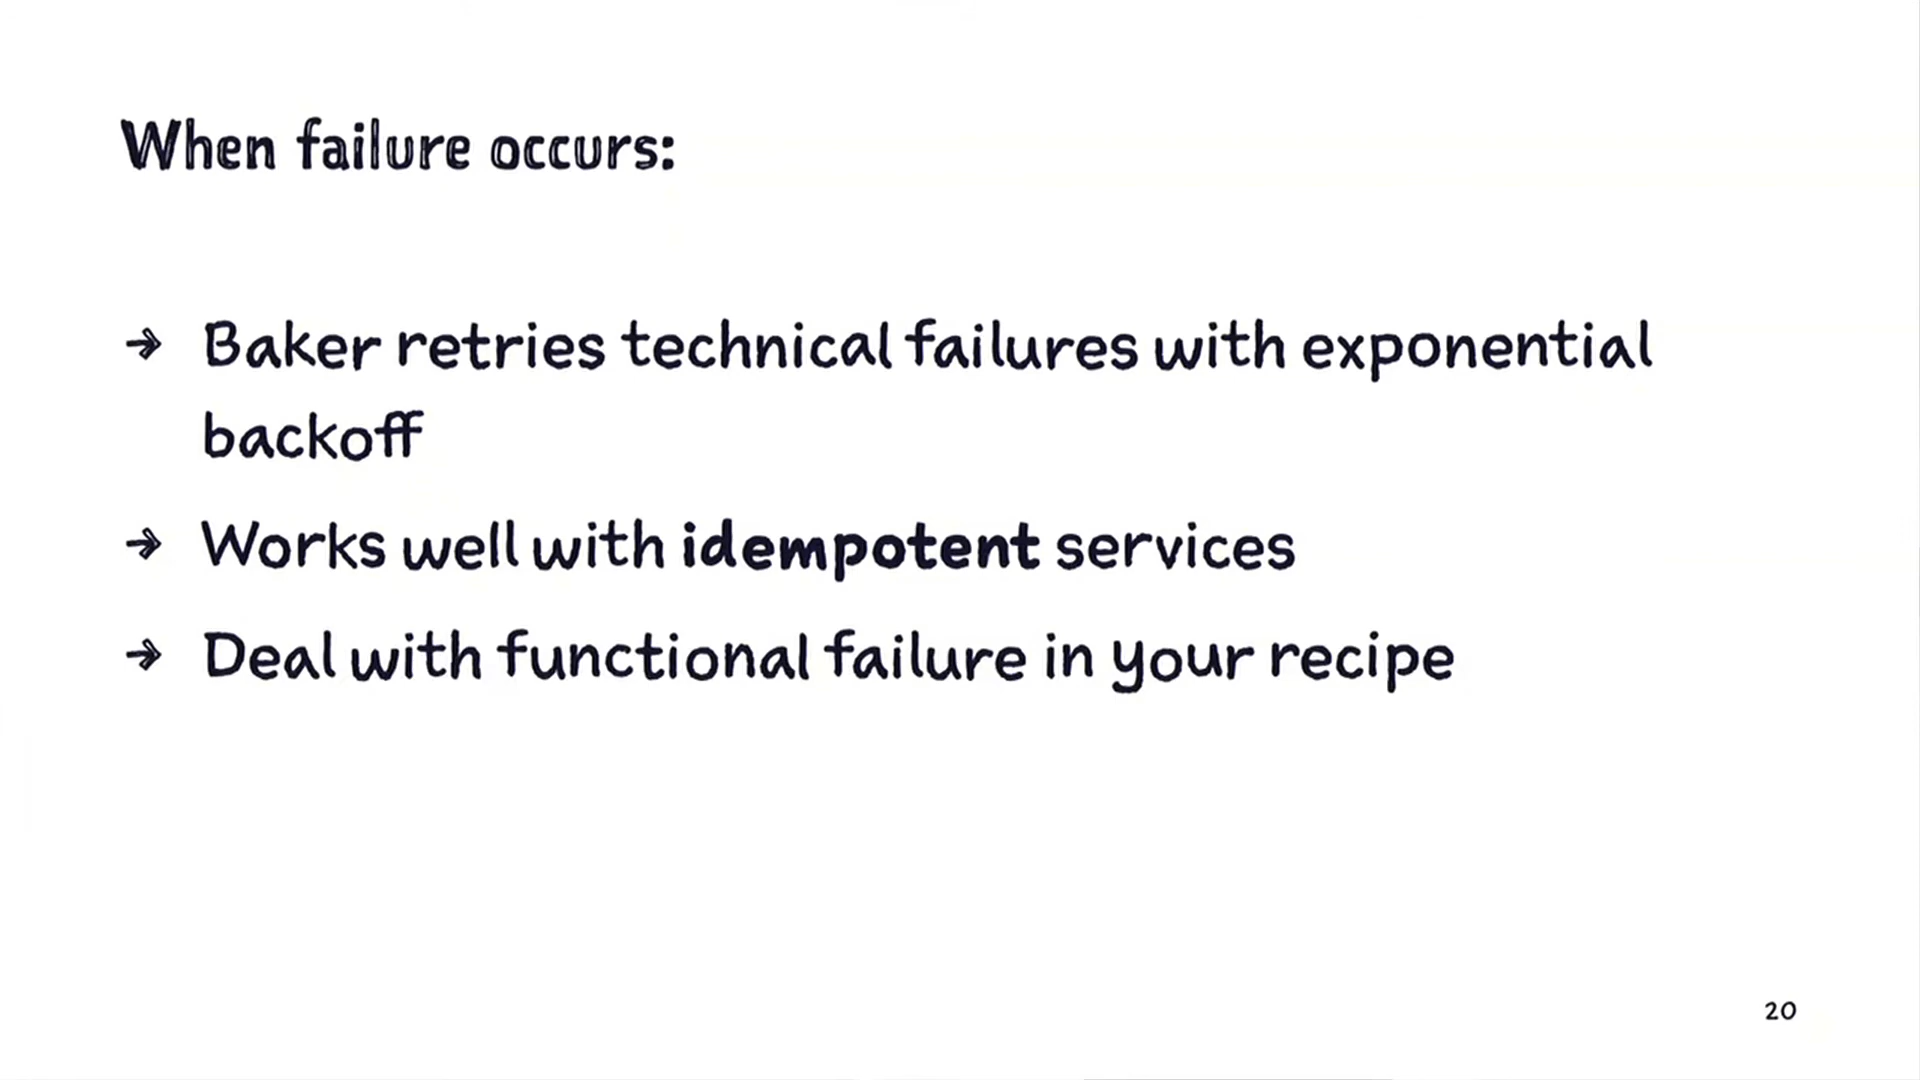 When failure occurs:
→ Baker retries technical failures with exponential
backoff
→ Works well with idempotent services
→ Deal with functional failure in your recipe
20